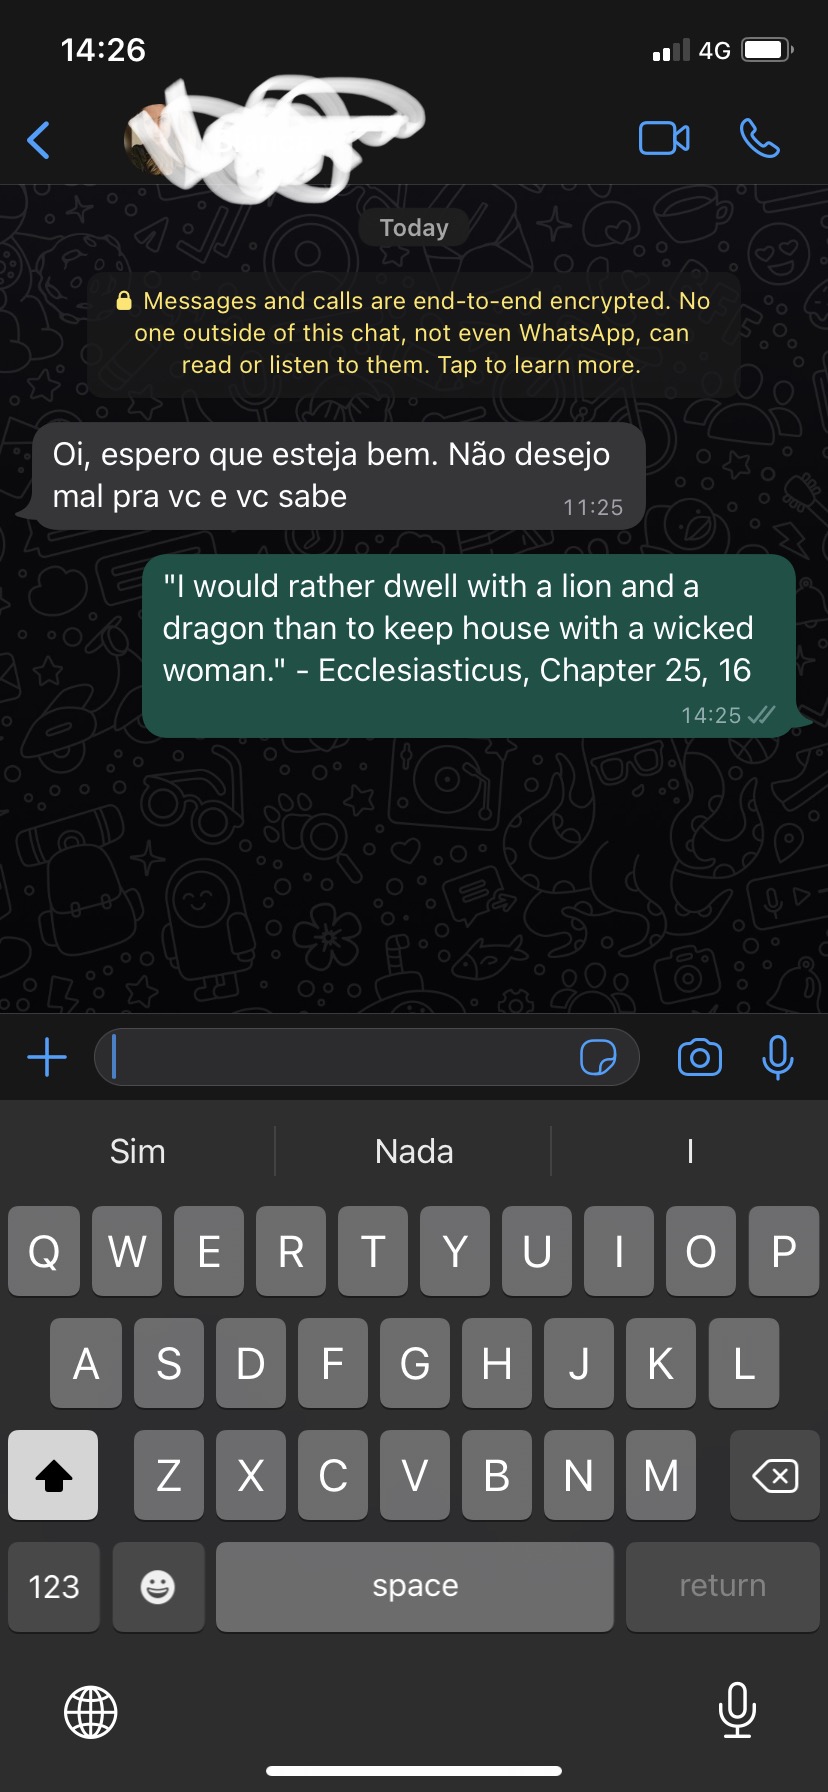 14:26
4G
Today
Messages and calls are end-to-end encrypted. No
one outside of this chat, not even WhatsApp, can
read or listen to them. Tap to learn more.
Oi, espero que esteja bem. Não desejo
mal pra vc e vc sabe
11:25
"I would rather dwell with a lion and a
dragon than to keep house with a wicked
woman." - Ecclesiasticus, Chapter 25, 16
14:25
Sim Nada I
Q W E R T Y U I O P
A S D F G H J K L
Z X C V B N M
123 space return